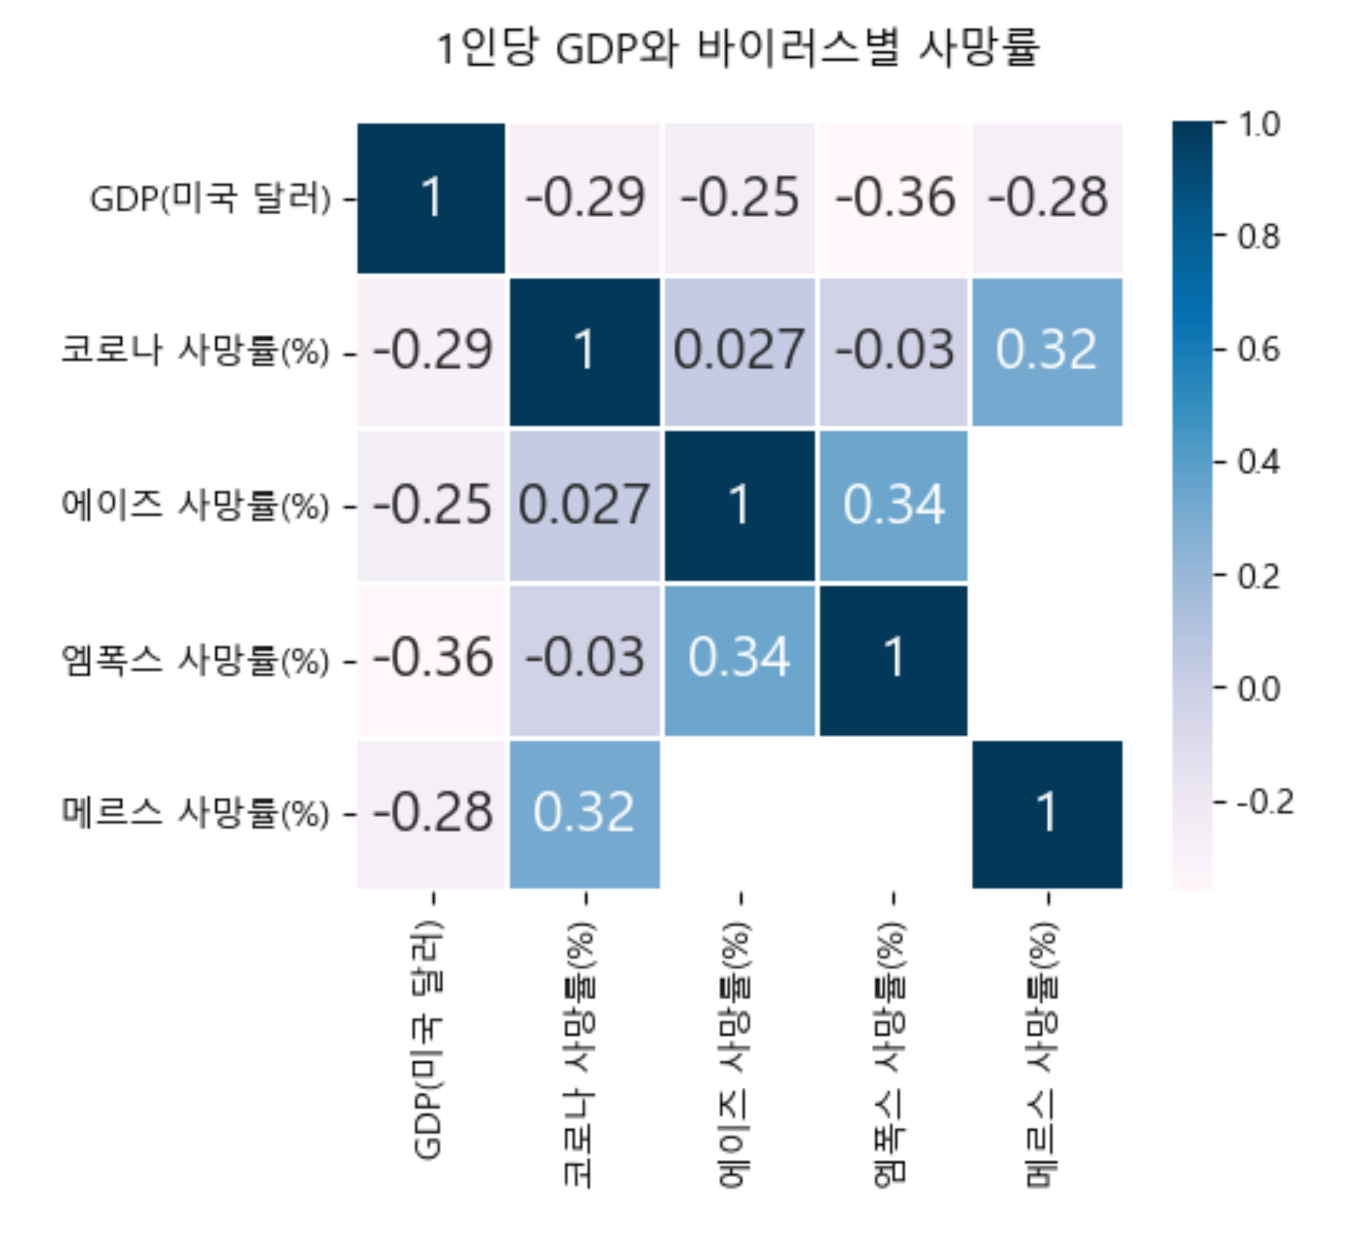 1인당 GDP와 바이러스별 사망률
GDP(미국 달러)
1 -0.29 -0.25 -0.36 -0.28
코로나 사망률(%)
-0.29 1 0.027 -0.03 0.32
에이즈 사망률(%)
-0.25 0.027 1 0.34
엠폭스 사망률(%)
-0.36 -0.03 0.34 1
메르스 사망률(%)
-0.28 0.32 1
GDP(미국 달러)
코로나 사망률(%)
에이즈 사망률(%)
엠폭스 사망률(%)
메르스 사망률(%)
1.0
0.8
0.6
0.4
0.2
0.0
-0.2